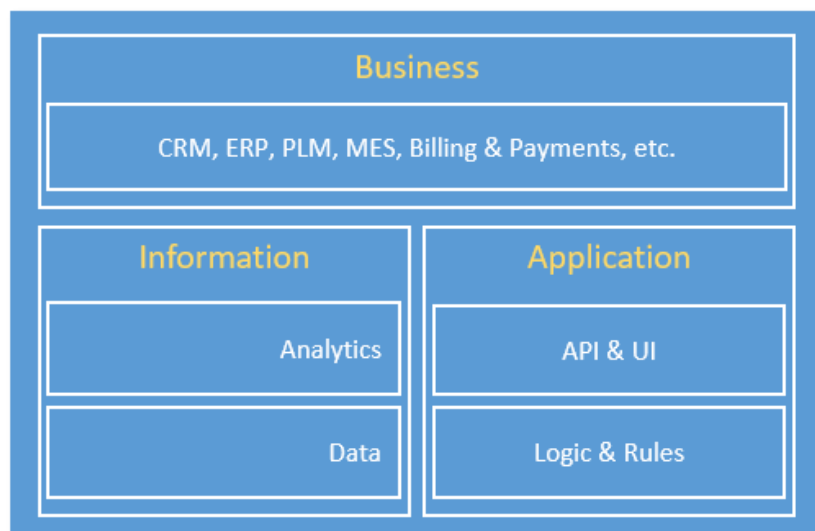 Business
CRM, ERP, PLM, MES, Billing & Payments, etc.
Information
Analytics
Data
Application
API & UI
Logic & Rules